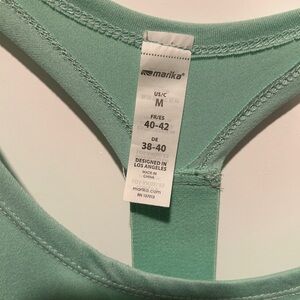 marika®
US/C
M
FR/ES
40-42
DE
38-40
DESIGNED IN
LOS ANGELES
MADE IN
CHINA
marika.com